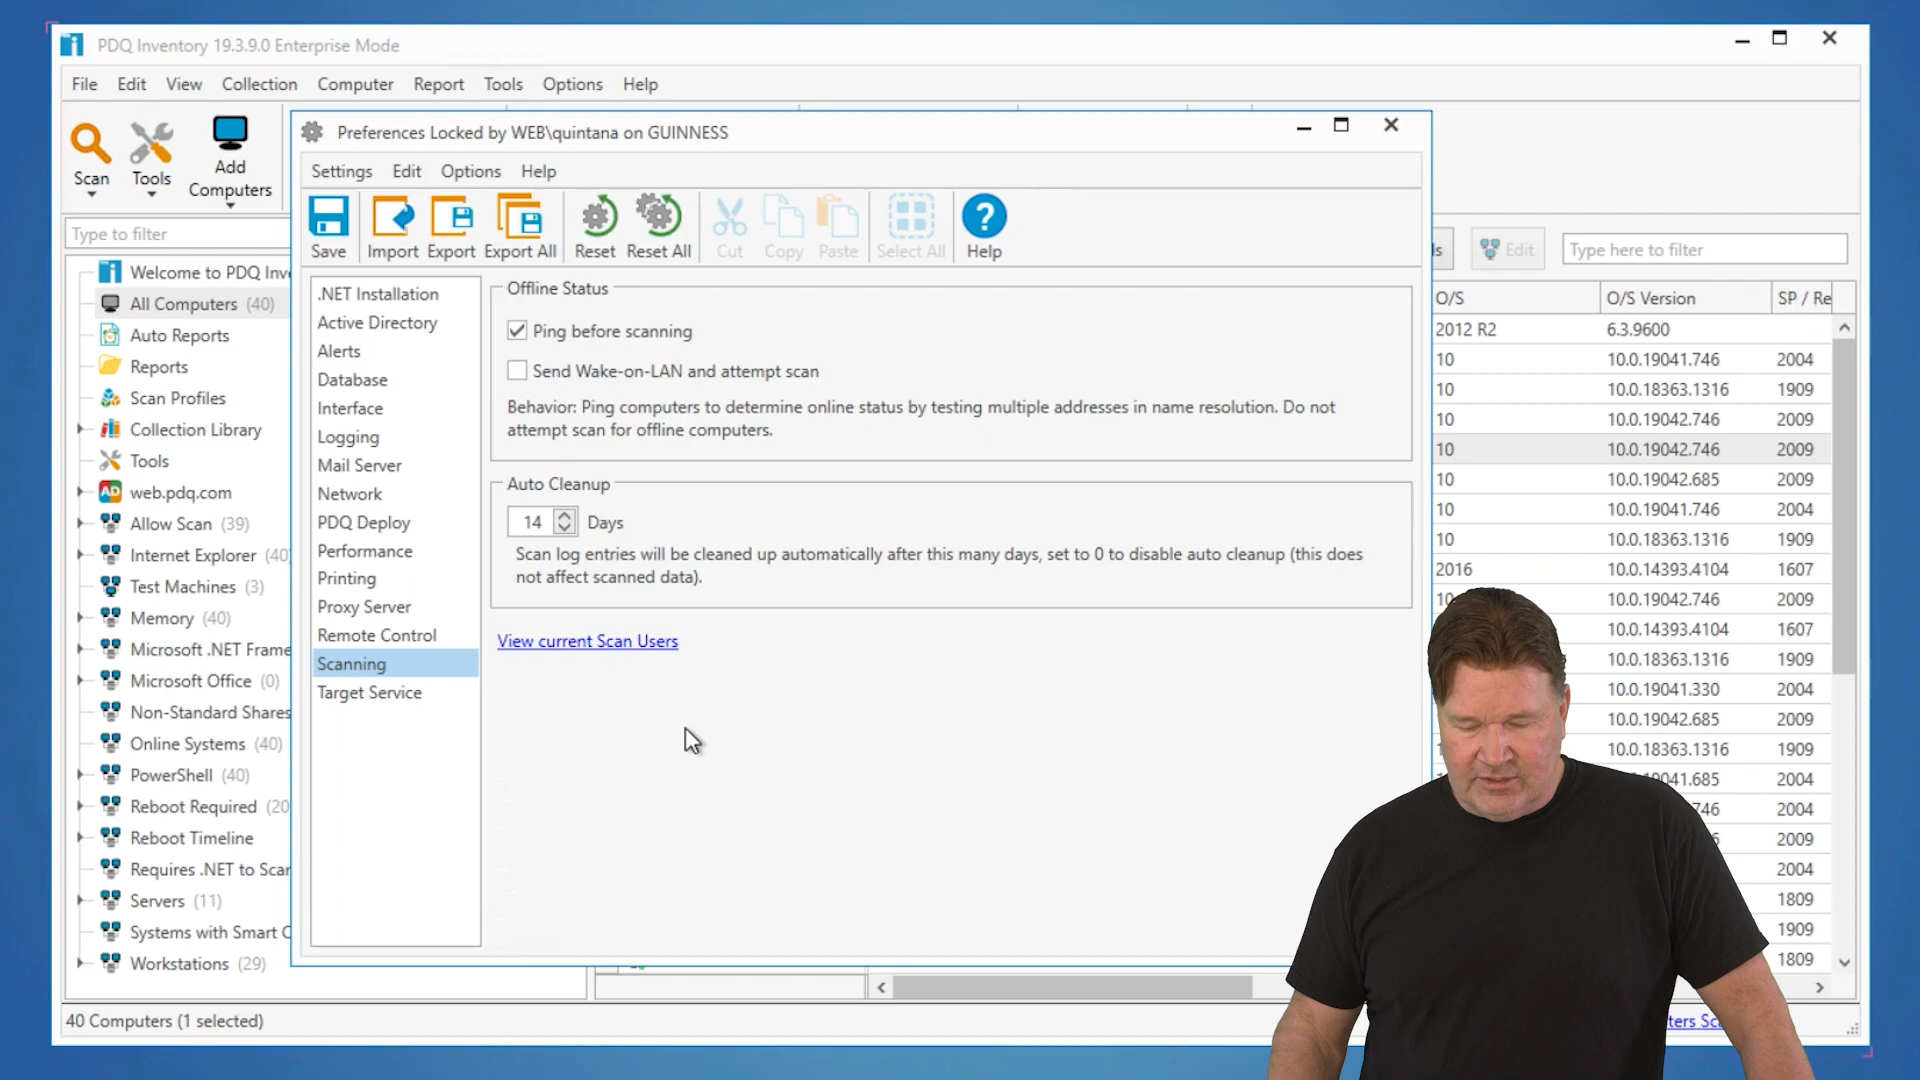 PDQ Inventory 19.3.9.0 Enterprise Mode
File Edit View Collection Computer Report Tools Options Help
Scan
Tools
Add
Computers
Type to filter
Welcome to PDQ Inv
All Computers (40)
Auto Reports
Reports
Scan Profiles
Collection Library
Tools
AD web.pdq.com
Allow Scan (39)
Internet Explorer (40)
Test Machines (3)
Memory (40)
Microsoft .NET Frame
Microsoft Office (0)
Non-Standard Shares
Online Systems (40)
PowerShell (40)
Reboot Required (20
Reboot Timeline
Requires .NET to Scan
Servers (11)
Systems with Smart C
Workstations (29)
40 Computers (1 selected)
Preferences Locked by WEB\quintana on GUINNESS
Settings Edit Options Help
Save Import Export Export All Reset Reset All Cut Copy Paste Select All Help
.NET Installation
Active Directory
Alerts
Database
Interface
Logging
Mail Server
Network
PDQ Deploy
Performance
Printing
Proxy Server
Remote Control
Scanning
Target Service
Offline Status
Ping before scanning
Send Wake-on-LAN and attempt scan
Behavior: Ping computers to determine online status by testing multiple addresses in name resolution. Do not
attempt scan for offline computers.
Auto Cleanup
14 Days
Scan log entries will be cleaned up automatically after this many days, set to 0 to disable auto cleanup (this does
not affect scanned data).
View current Scan Users
Edit
Type here to filter
O/S O/S Version SP / Re
2012 R2 6.3.9600
10 10.0.19041.746 2004
10 10.0.18363.1316 1909
10 10.0.19042.746 2009
10 10.0.19042.746 2009
10 10.0.19042.685 2009
10 10.0.19041.746 2004
10 10.0.18363.1316 1909
2016 10.0.14393.4104 1607
10 10.0.19042.746 2009
10.0.14393.4104 1607
10.0.18363.1316 1909
10.0.19041.330 2004
10.0.19042.685 2009
10.0.18363.1316 1909
19041.685 2004
746 2004
2009
2004
1809
1909
1809